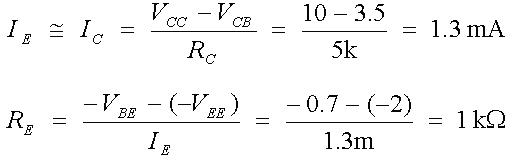 I_E ≅ I_C = (V_CC − V_CB) / R_C = (10 − 3.5) / 5k = 1.3 mA
R_E = (−V_BE − (−V_EE)) / I_E = (−0.7 − (−2)) / 1.3m = 1 kΩ